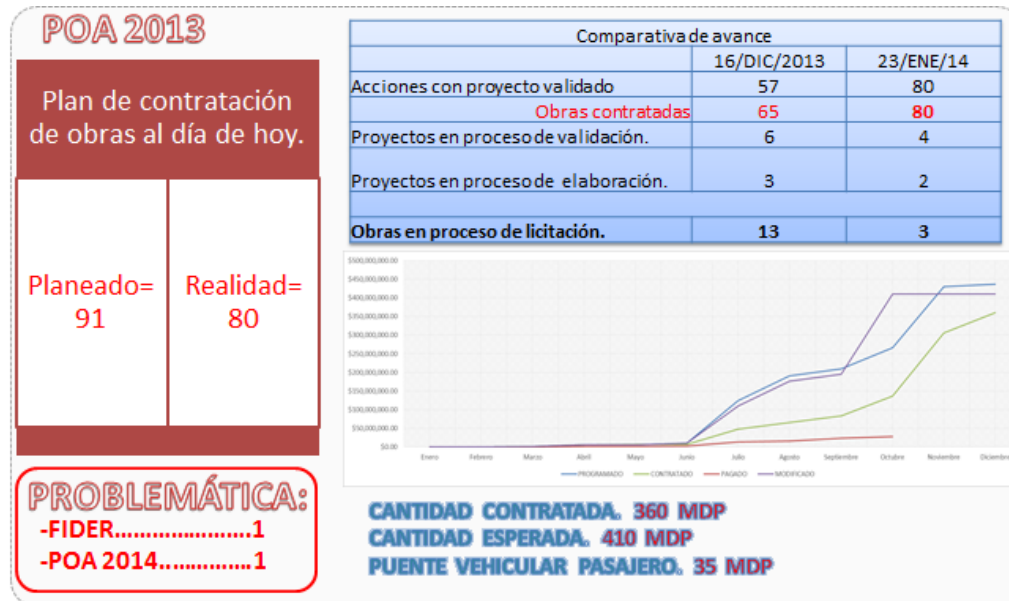 POA 2013
Plan de contratación
de obras al día de hoy.
Planeado=
91
Realidad=
80
PROBLEMÁTICA:
-FIDER......................1
-POA 2014...............1
Comparativa de avance
16/DIC/2013 23/ENE/14
Acciones con proyecto validado 57 80
Obras contratadas 65 80
Proyectos en proceso de validación. 6 4
Proyectos en proceso de elaboración. 3 2
Obras en proceso de licitación. 13 3
$500,000,000.00
$450,000,000.00
$400,000,000.00
$350,000,000.00
$300,000,000.00
$250,000,000.00
$200,000,000.00
$150,000,000.00
$100,000,000.00
$50,000,000.00
$0.00
Enero Febrero Marzo Abril Mayo Junio Julio Agosto Septiembre Octubre Noviembre Diciembre
PROGRAMADO CONTRATADO PAGADO MODIFICADO
CANTIDAD CONTRATADA. 360 MDP
CANTIDAD ESPERADA. 410 MDP
PUENTE VEHICULAR PASAJERO. 35 MDP